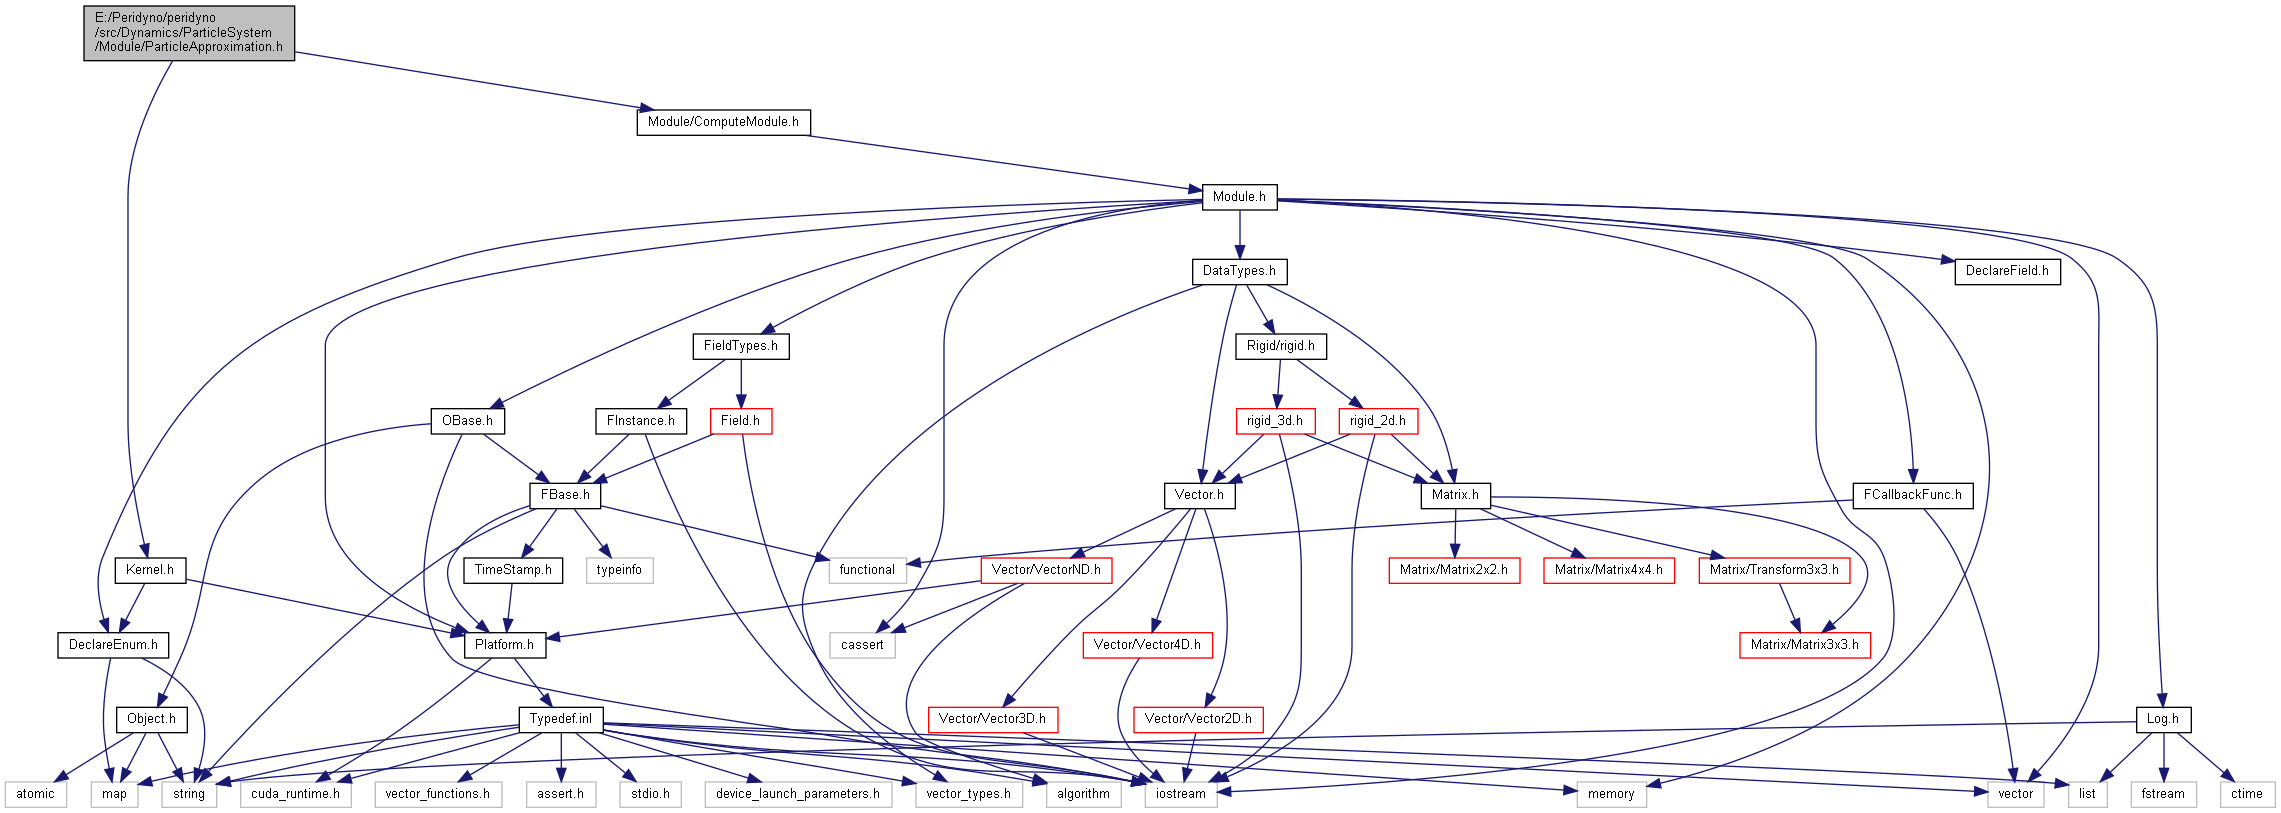 E:/Peridyno/peridyno
/src/Dynamics/ParticleSystem
/Module/ParticleApproximation.h
Module/ComputeModule.h
Module.h
DataTypes.h
DeclareField.h
FieldTypes.h
Rigid/rigid.h
OBase.h
FInstance.h
Field.h
rigid_3d.h
rigid_2d.h
FBase.h
Vector.h
Matrix.h
FCallbackFunc.h
Kernel.h
TimeStamp.h
typeinfo
functional
Vector/VectorND.h
Matrix/Matrix2x2.h
Matrix/Matrix4x4.h
Matrix/Transform3x3.h
DeclareEnum.h
Platform.h
cassert
Vector/Vector4D.h
Matrix/Matrix3x3.h
Object.h
Typedef.inl
Vector/Vector3D.h
Vector/Vector2D.h
Log.h
atomic
map
string
cuda_runtime.h
vector_functions.h
assert.h
stdio.h
device_launch_parameters.h
vector_types.h
algorithm
iostream
memory
vector
list
fstream
ctime